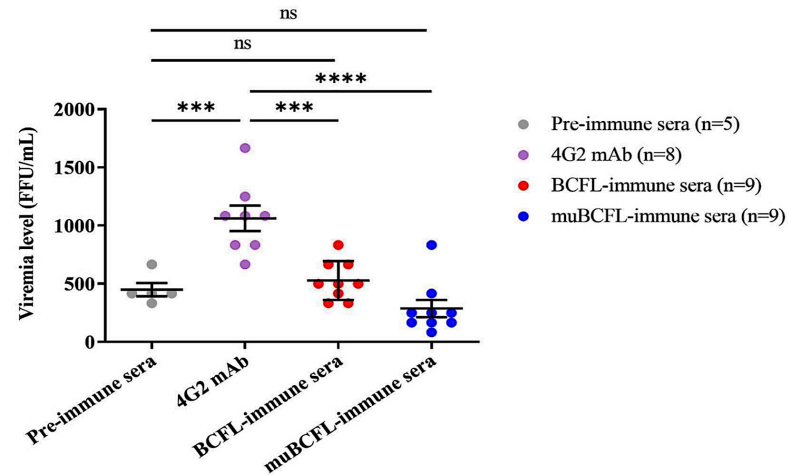 ns
ns
****
***
***
Viremia level (FFU/mL)
2000
1500
1000
500
0
Pre-immune sera
4G2 mAb
BCFL-immune sera
muBCFL-immune sera
Pre-immune sera (n=5)
4G2 mAb (n=8)
BCFL-immune sera (n=9)
muBCFL-immune sera (n=9)